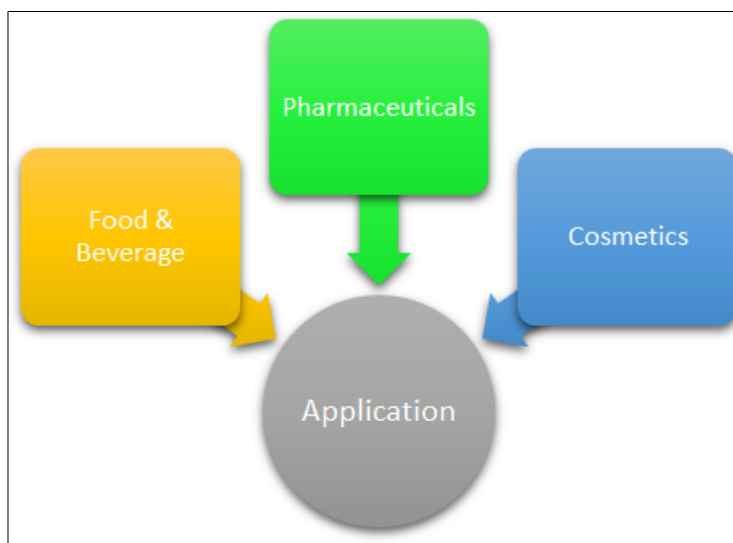 Pharmaceuticals
Food &
Beverage
Cosmetics
Application